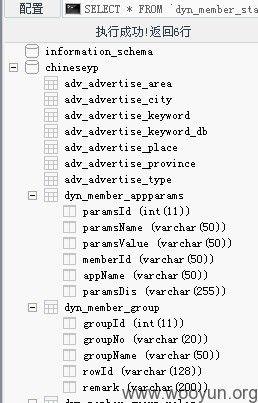 配置
SELECT * FROM `dyn_member_sta
执行成功!返回6行
information_schema
chineseyp
adv_advertise_area
adv_advertise_city
adv_advertise_keyword
adv_advertise_keyword_db
adv_advertise_place
adv_advertise_province
adv_advertise_type
dyn_member_appparams
paramsId (int(11))
paramsName (varchar(50))
paramsValue (varchar(50))
memberId (varchar(50))
appName (varchar(50))
paramsDis (varchar(255))
dyn_member_group
groupId (int(11))
groupNo (varchar(20))
groupName (varchar(50))
rowId (varchar(128))
remark (varchar(200))
www.wooyun.org